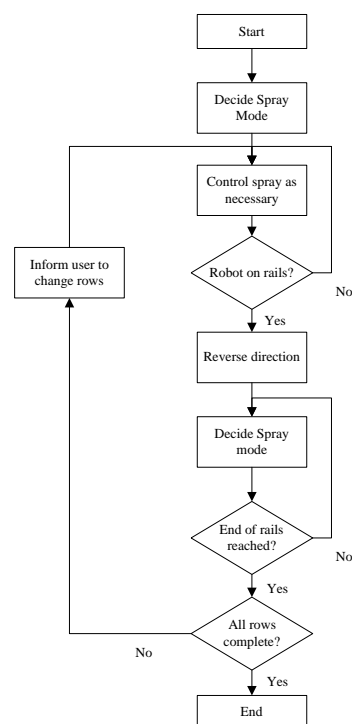 Start
Decide Spray
Mode
Control spray as
necessary
Robot on rails?
No
Inform user to
change rows
Yes
Reverse direction
Decide Spray
mode
End of rails
reached?
No
Yes
All rows
complete?
No
Yes
End